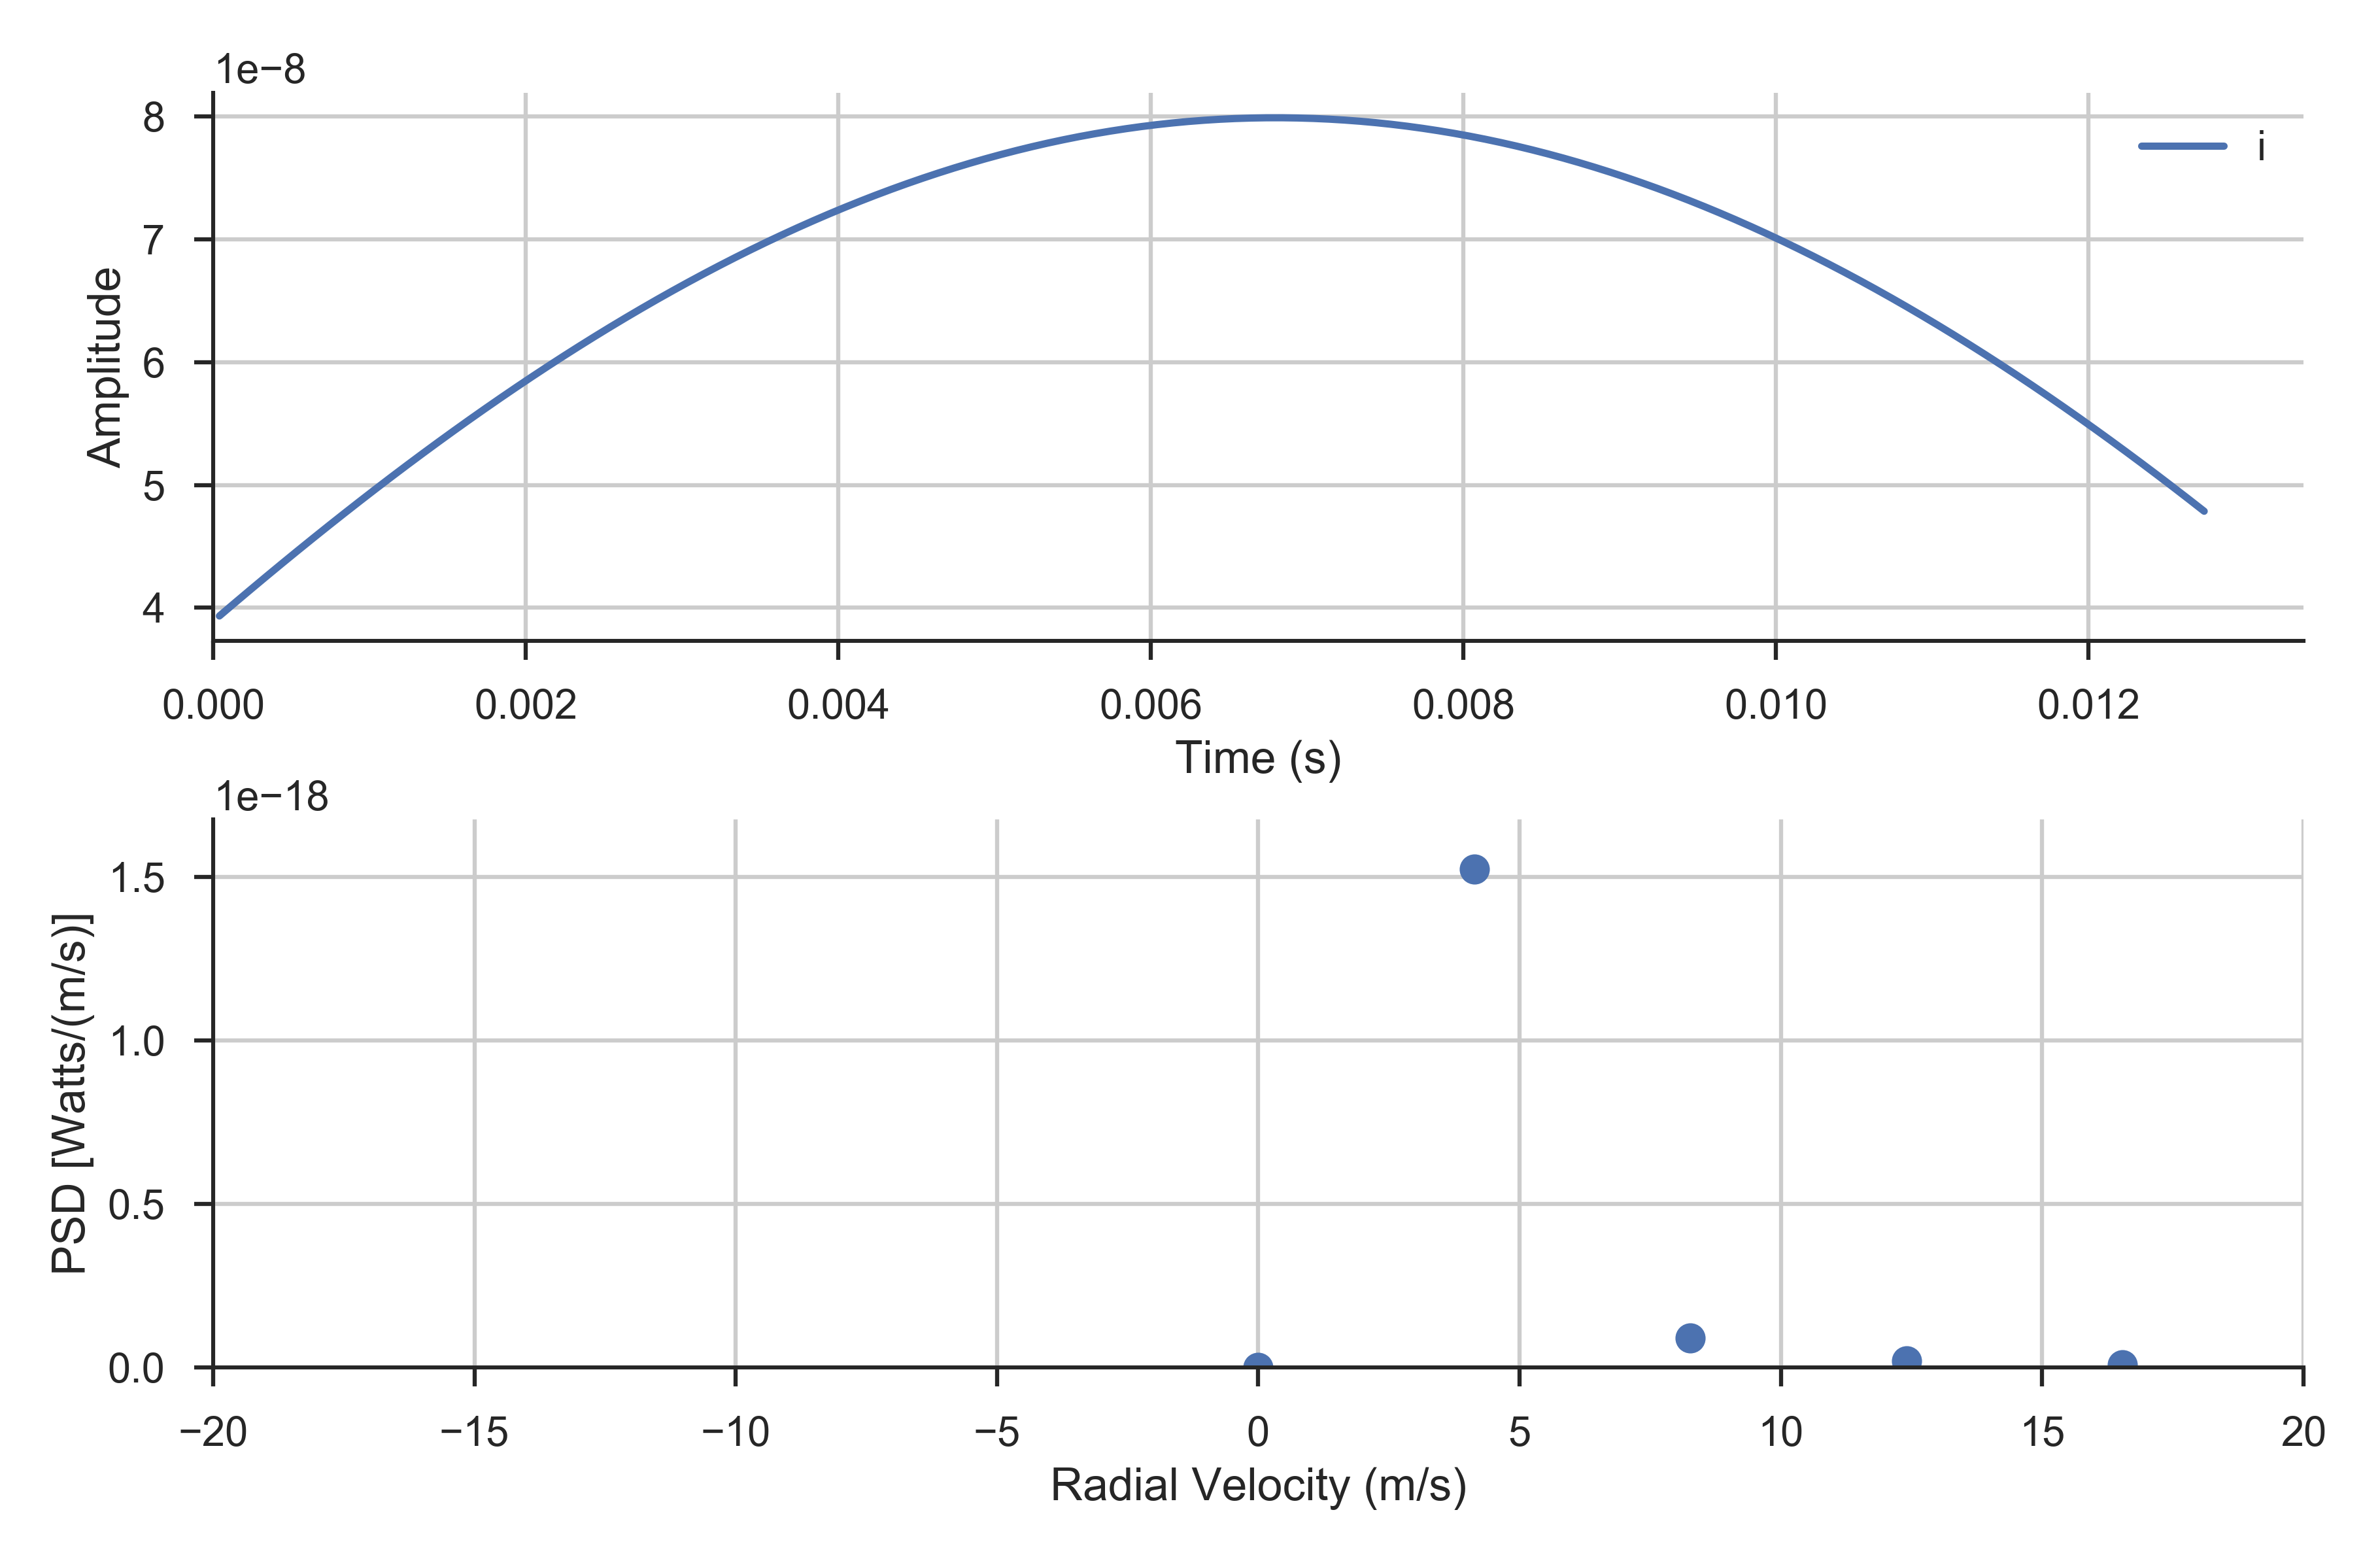 1e−8
8
7
6
5
4
Amplitude
i
0.000 0.002 0.004 0.006 0.008 0.010 0.012
Time (s)
1e−18
1.5
1.0
0.5
0.0
PSD [Watts/(m/s)]
−20 −15 −10 −5 0 5 10 15 20
Radial Velocity (m/s)